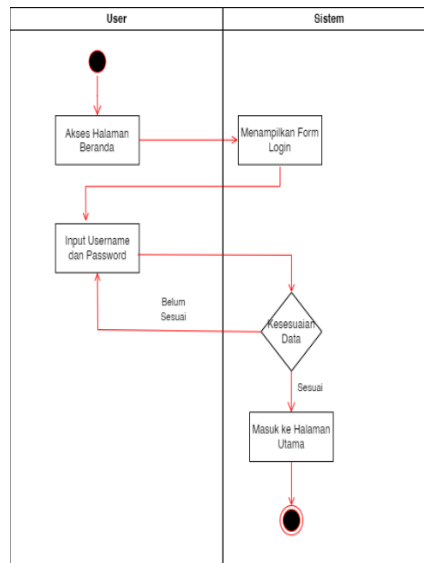 User
Sistem
Akses Halaman
Beranda
Menampilkan Form
Login
Input Username
dan Password
Belum
Sesuai
Kesesuaian
Data
Sesuai
Masuk ke Halaman
Utama